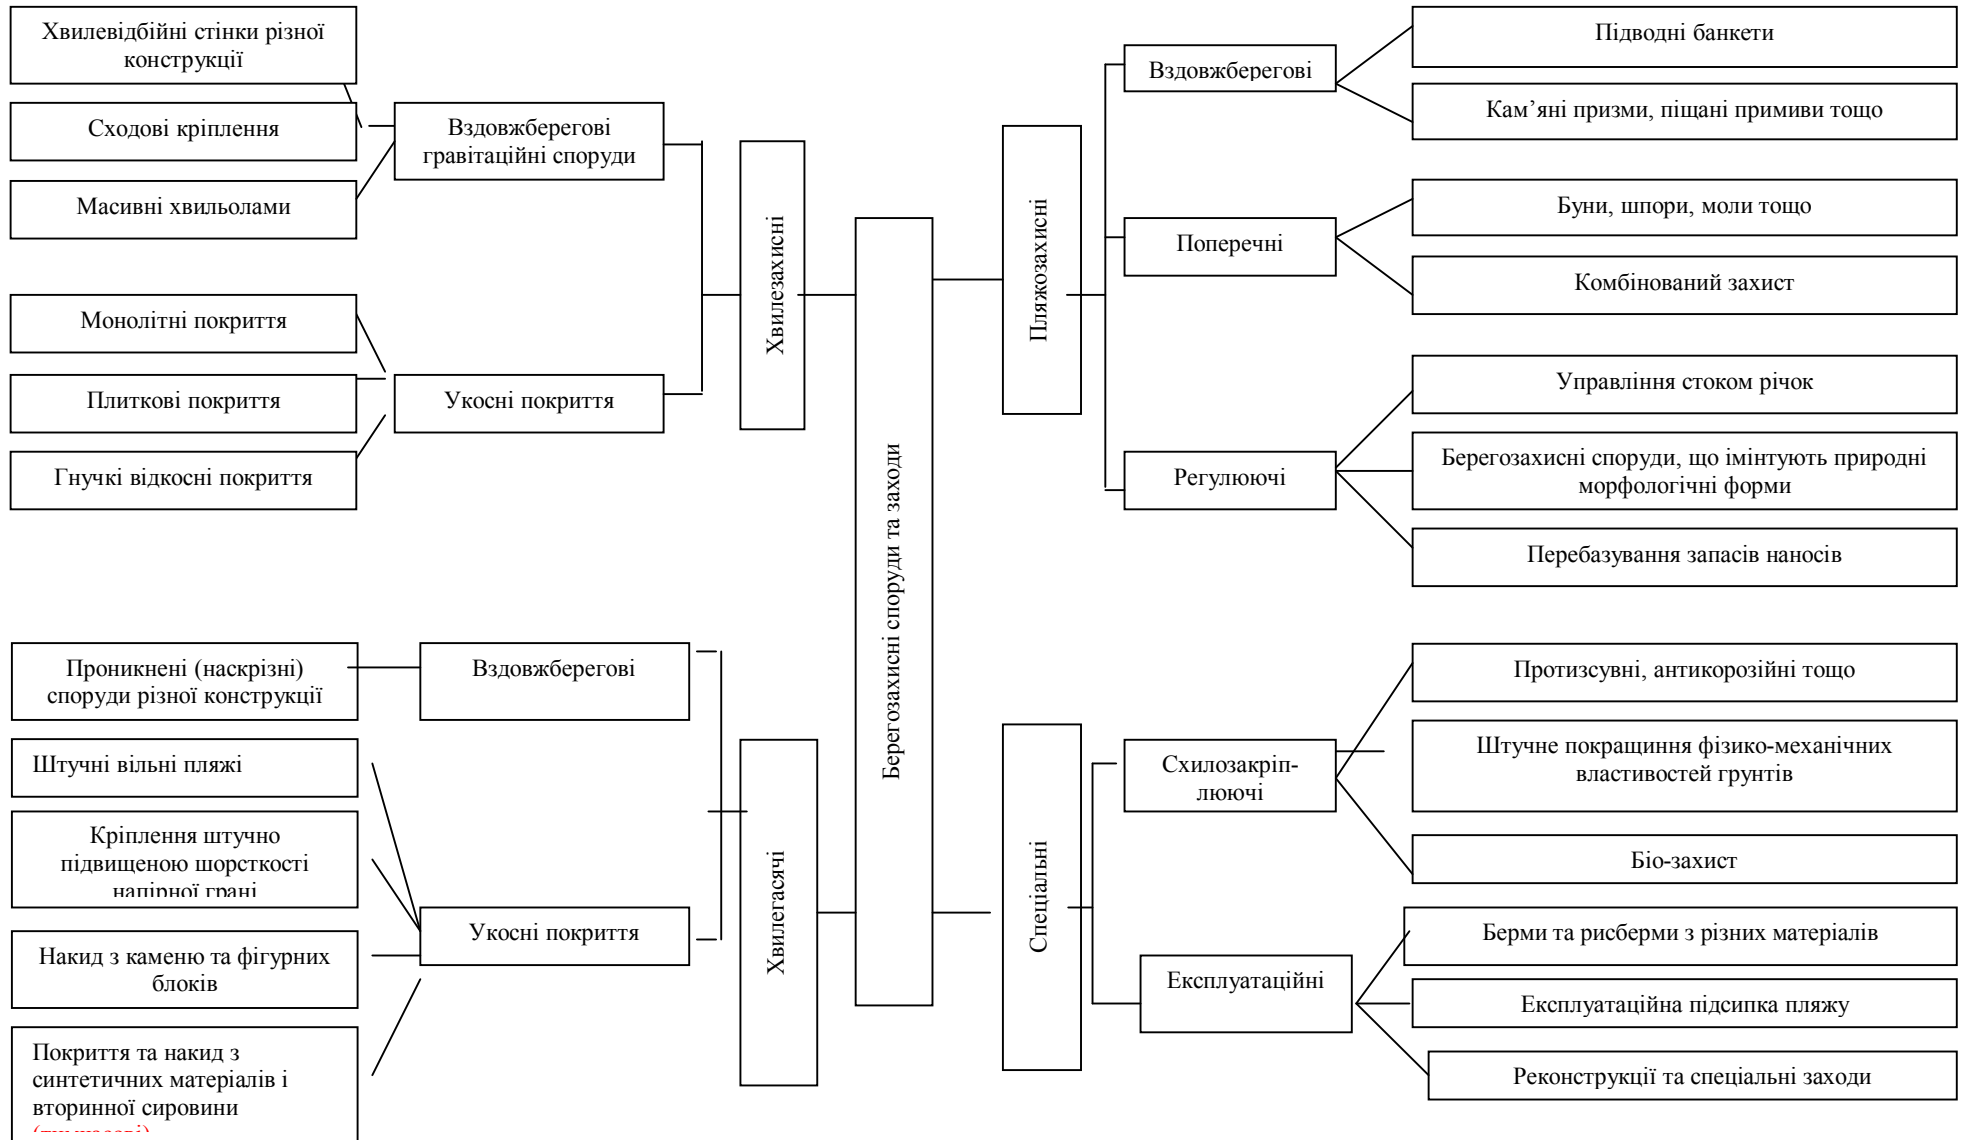 Хвилевідбійні стінки різної
конструкції
Сходові кріплення
Масивні хвильолами
Вздовжберегові
гравітаційні споруди
Монолітні покриття
Плиткові покриття
Гнучкі відкосні покриття
Укосні покриття
Хвилезахисні
Проникнені (наскрізні)
споруди різної конструкції
Вздовжберегові
Штучні вільні пляжі
Кріплення штучно
підвищеною шорсткості
напірної грані
Накид з каменю та фігурних
блоків
Покриття та накид з
синтетичних матеріалів і
вторинної сировини
Укосні покриття
Хвилегасячі
Берегозахисні споруди та заходи
Пляжозахисні
Вздовжберегові
Підводні банкети
Кам’яні призми, піщані примиви тощо
Поперечні
Буни, шпори, моли тощо
Комбінований захист
Регулюючі
Управління стоком річок
Берегозахисні споруди, що імінтують природні
морфологічні форми
Перебазування запасів наносів
Спеціальні
Схилозакріп-
люючі
Протизсувні, антикорозійні тощо
Штучне покращиння фізико-механічних
властивостей грунтів
Біо-захист
Експлуатаційні
Берми та рисберми з різних матеріалів
Експлуатаційна підсипка пляжу
Реконструкції та спеціальні заходи